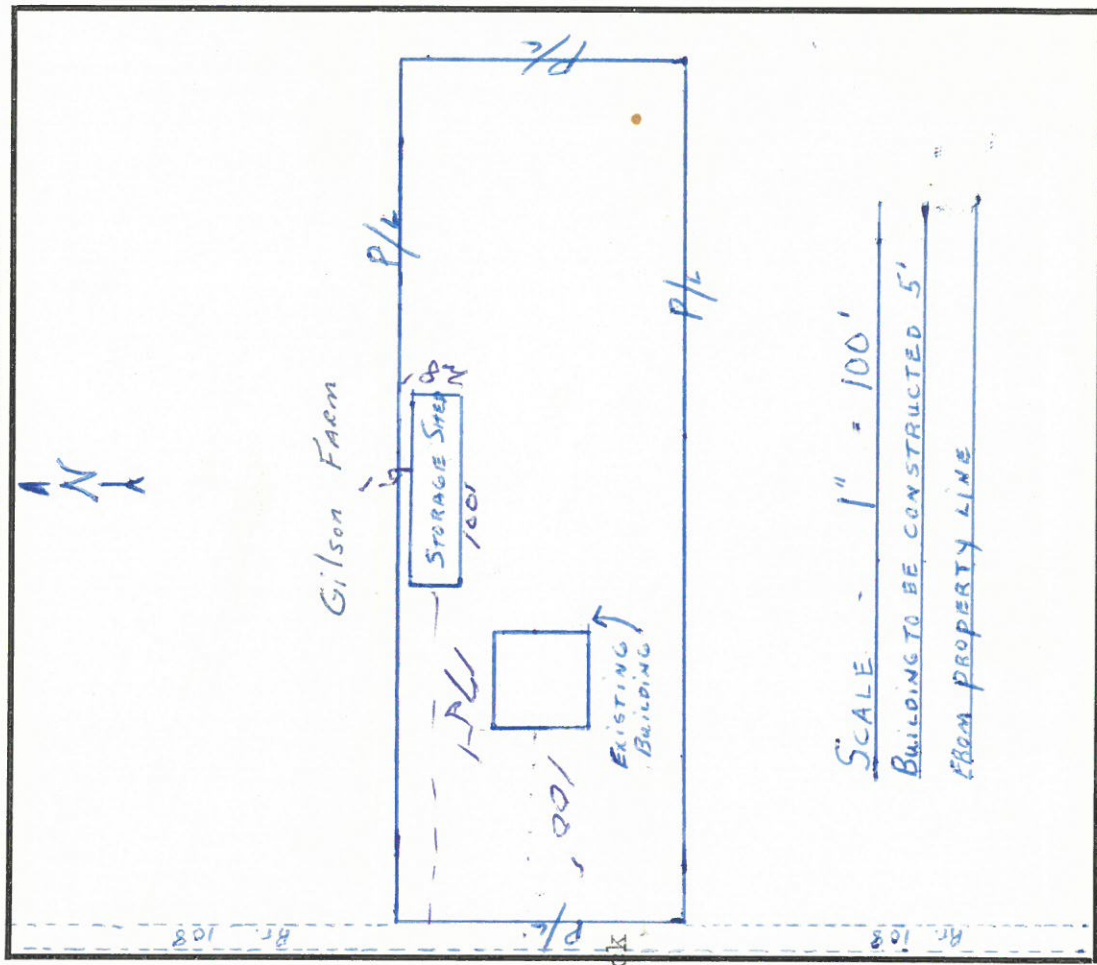 N
Gilson Farm
P/L
P/L
P/L
P/L
5'
STORAGE SHED
100'
100'
EXISTING
BUILDING
Rt. 108
Rt. 108
SCALE - 1" = 100'
BUILDING TO BE CONSTRUCTED 5'
FROM PROPERTY LINE